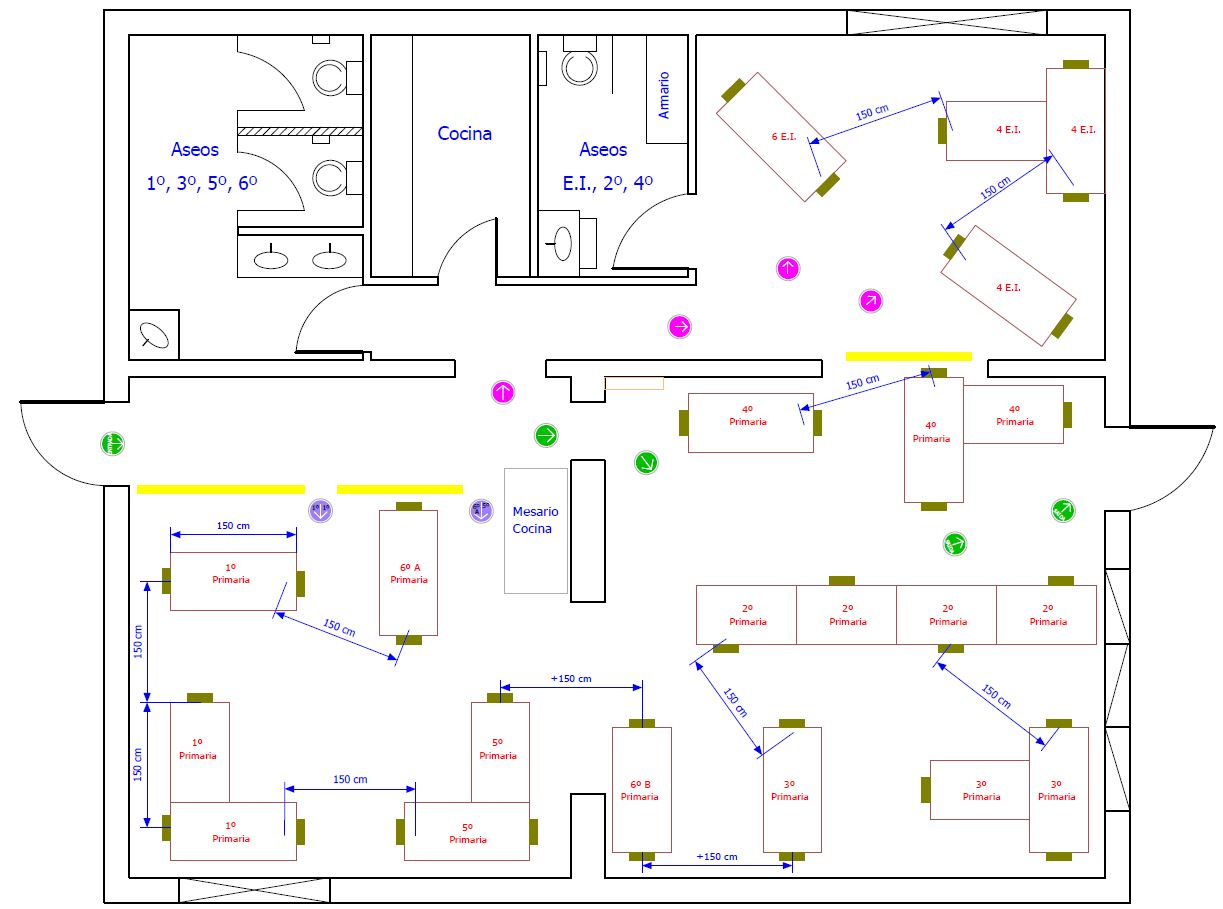 Aseos
1º, 3º, 5º, 6º
Cocina
Aseos
E.I., 2º, 4º
Armario
6 E.I.
150 cm
4 E.I.
4 E.I.
150 cm
4 E.I.
150 cm
4º
Primaria
4º
Primaria
4º
Primaria
Mesario
Cocina
150 cm
1º
Primaria
6º A
Primaria
150 cm
150 cm
2º
Primaria
2º
Primaria
2º
Primaria
2º
Primaria
+150 cm
150 cm
150 cm
1º
Primaria
5º
Primaria
150 cm
150 cm
6º B
Primaria
3º
Primaria
3º
Primaria
3º
Primaria
1º
Primaria
5º
Primaria
+150 cm